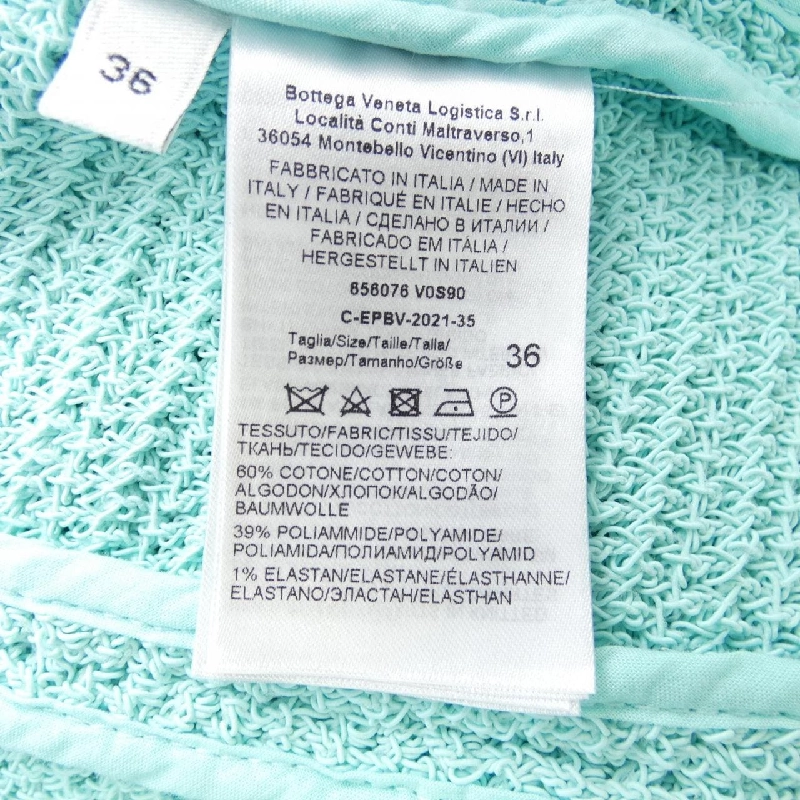 36
Bottega Veneta Logistica S.r.l.
Località Conti Maltraverso,1
36054 Montebello Vicentino (VI) Italy
FABBRICATO IN ITALIA / MADE IN
ITALY / FABRIQUÉ EN ITALIE / HECHO
EN ITALIA / СДЕЛАНО В ИТАЛИИ /
FABRICADO EM ITÁLIA /
HERGESTELLT IN ITALIEN
656076 V0S90
C-EPBV-2021-35
Taglia/Size/Taille/Talla/
Размер/Tamanho/Größe 36
P
TESSUTO/FABRIC/TISSU/TEJIDO/
ТКАНЬ/TECIDO/GEWEBE:
60% COTONE/COTTON/COTON/
ALGODON/ХЛОПОК/ALGODÃO/
BAUMWOLLE
39% POLIAMMIDE/POLYAMIDE/
POLIAMIDA/ПОЛИАМИД/POLYAMID
1% ELASTAN/ELASTANE/ÉLASTHANNE/
ELASTANO/ЭЛАСТАН/ELASTHAN